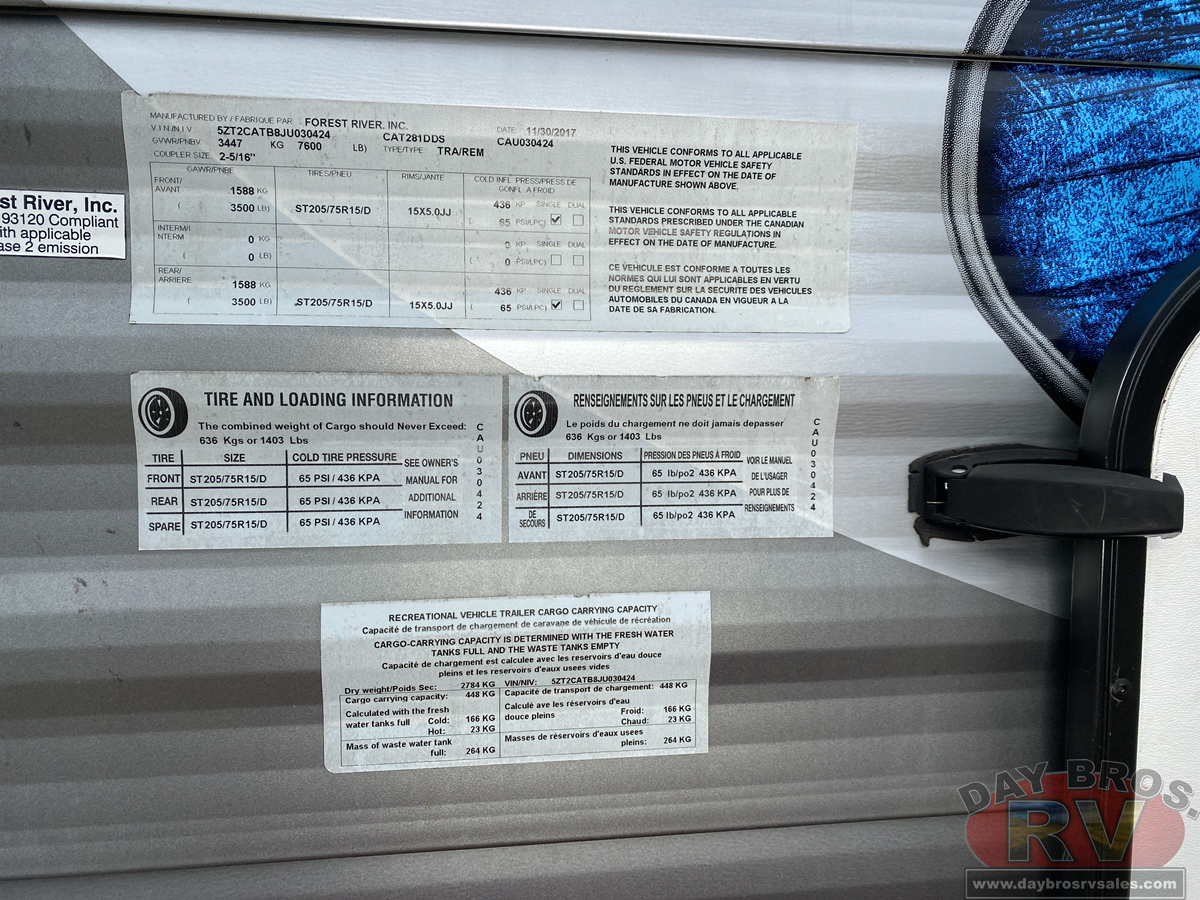 MANUFACTURED BY / FABRIQUE PAR FOREST RIVER, INC. DATE 11/30/2017
V.I.N / N.I.V 5ZT2CATB8JU030424 CAT281DDS CAU030424
GVWR/PNBV 3447 KG 7600 LB) TYPE/TYPE TRA/REM
COUPLER SIZE 2-5/16"
GAWR/PNBE TIRES/PNEU RIMS/JANTE COLD INFL PRESS/PRESS DE GONFL A FROID
FRONT/ AVANT 1588 KG 436 KP SINGLE DUAL
( 3500 LB) ST205/75R15/D 15X5.0JJ ( 65 PSI/LPC)
INTERM/I NTERM 0 KG 0 KP SINGLE DUAL
( 0 LB) ( 0 PSI/LPC)
REAR/ ARRIERE 1588 KG 436 KP SINGLE DUAL
( 3500 LB) ST205/75R15/D 15X5.0JJ ( 65 PSI/LPC)
THIS VEHICLE CONFORMS TO ALL APPLICABLE
U.S. FEDERAL MOTOR VEHICLE SAFETY
STANDARDS IN EFFECT ON THE DATE OF
MANUFACTURE SHOWN ABOVE.
THIS VEHICLE CONFORMS TO ALL APPLICABLE
STANDARDS PRESCRIBED UNDER THE CANADIAN
MOTOR VEHICLE SAFETY REGULATIONS IN
EFFECT ON THE DATE OF MANUFACTURE.
CE VEHICULE EST CONFORME A TOUTES LES
NORMES QUI LUI SONT APPLICABLES EN VERTU
DU REGLEMENT SUR LA SECURITE DES VEHICULES
AUTOMOBILES DU CANADA EN VIGUEUR A LA
DATE DE SA FABRICATION.
est River, Inc.
93120 Compliant
ith applicable
ase 2 emission
TIRE AND LOADING INFORMATION
The combined weight of Cargo should Never Exceed:
636 Kgs or 1403 Lbs
TIRE SIZE COLD TIRE PRESSURE
FRONT ST205/75R15/D 65 PSI / 436 KPA
REAR ST205/75R15/D 65 PSI / 436 KPA
SPARE ST205/75R15/D 65 PSI / 436 KPA
SEE OWNER'S
MANUAL FOR
ADDITIONAL
INFORMATION
CAU030424
RENSEIGNEMENTS SUR LES PNEUS ET LE CHARGEMENT
Le poids du chargement ne doit jamais depasser
636 Kgs or 1403 Lbs
PNEU DIMENSIONS PRESSION DES PNEUS À FROID
AVANT ST205/75R15/D 65 lb/po2 436 KPA
ARRIÈRE ST205/75R15/D 65 lb/po2 436 KPA
DE SECOURS ST205/75R15/D 65 lb/po2 436 KPA
VOIR LE MANUEL
DE L'USAGER
POUR PLUS DE
RENSEIGNEMENTS
CAU030424
RECREATIONAL VEHICLE TRAILER CARGO CARRYING CAPACITY
Capacité de transport de chargement de caravane de véhicule de récréation
CARGO-CARRYING CAPACITY IS DETERMINED WITH THE FRESH WATER
TANKS FULL AND THE WASTE TANKS EMPTY
Capacité de chargement est calculee avec les reservoirs d'eau douce
pleins et les reservoirs d'eaux usees vides
Dry weight/Poids Sec: 2784 KG VIN/NIV: 5ZT2CATB8JU030424
Cargo carrying capacity: 448 KG
Calculated with the fresh
water tanks full Cold: 166 KG
Hot: 23 KG
Mass of waste water tank
full: 264 KG
Capacité de transport de chargement: 448 KG
Calculé ave les réservoirs d'eau
douce pleins Froid: 166 KG
Chaud: 23 KG
Masses de réservoirs d'eaux usees
pleins: 264 KG
DAY BROS.
RV
www.daybrosrvsales.com